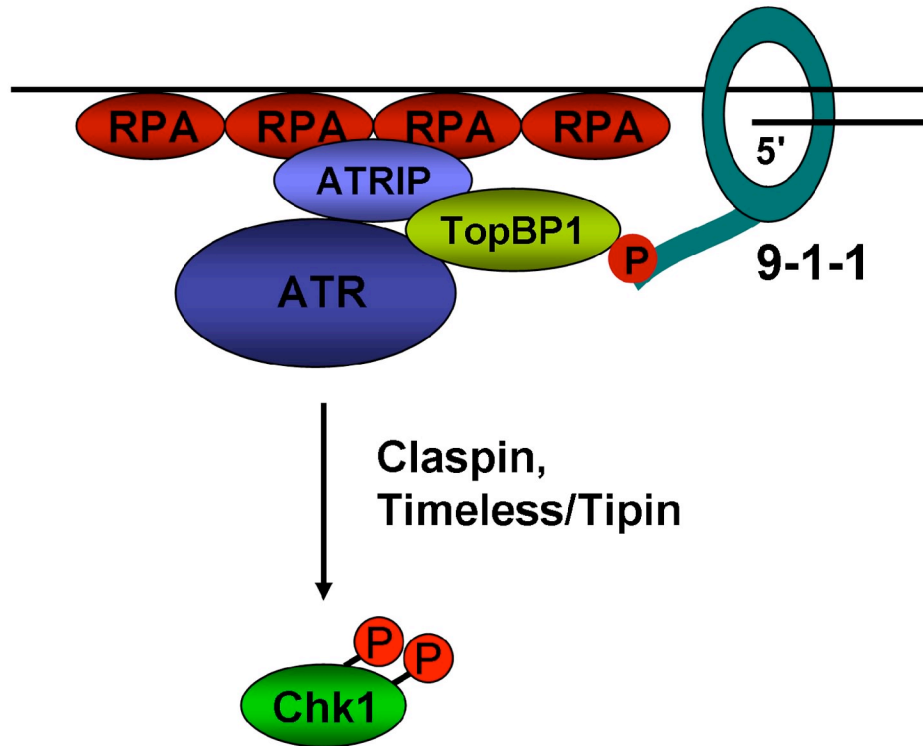 RPA RPA RPA RPA
5'
ATRIP
TopBP1
P
9-1-1
ATR
Claspin,
Timeless/Tipin
P P
Chk1